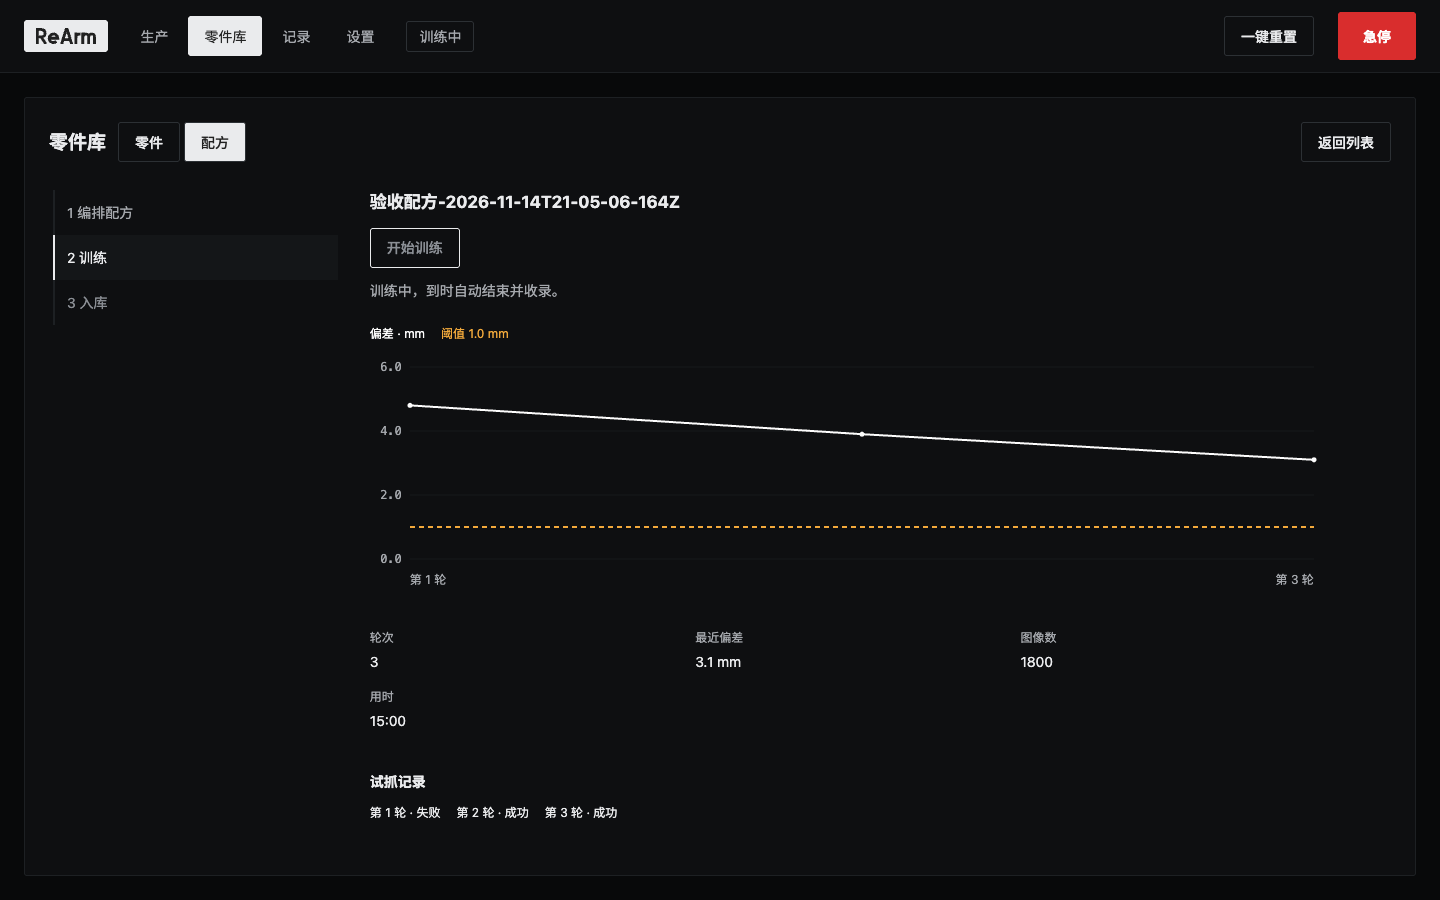 ReArm 生产 零件库 记录 设置 训练中 一键重置 急停
零件库 零件 配方 返回列表
1 编排配方
2 训练
3 入库
验收配方-2026-11-14T21-05-06-164Z
开始训练
训练中，到时自动结束并收录。
偏差 · mm 阈值 1.0 mm
6.0
4.0
2.0
0.0
第 1 轮 第 3 轮
轮次 最近偏差 图像数
3 3.1 mm 1800
用时
15:00
试抓记录
第 1 轮 · 失败 第 2 轮 · 成功 第 3 轮 · 成功